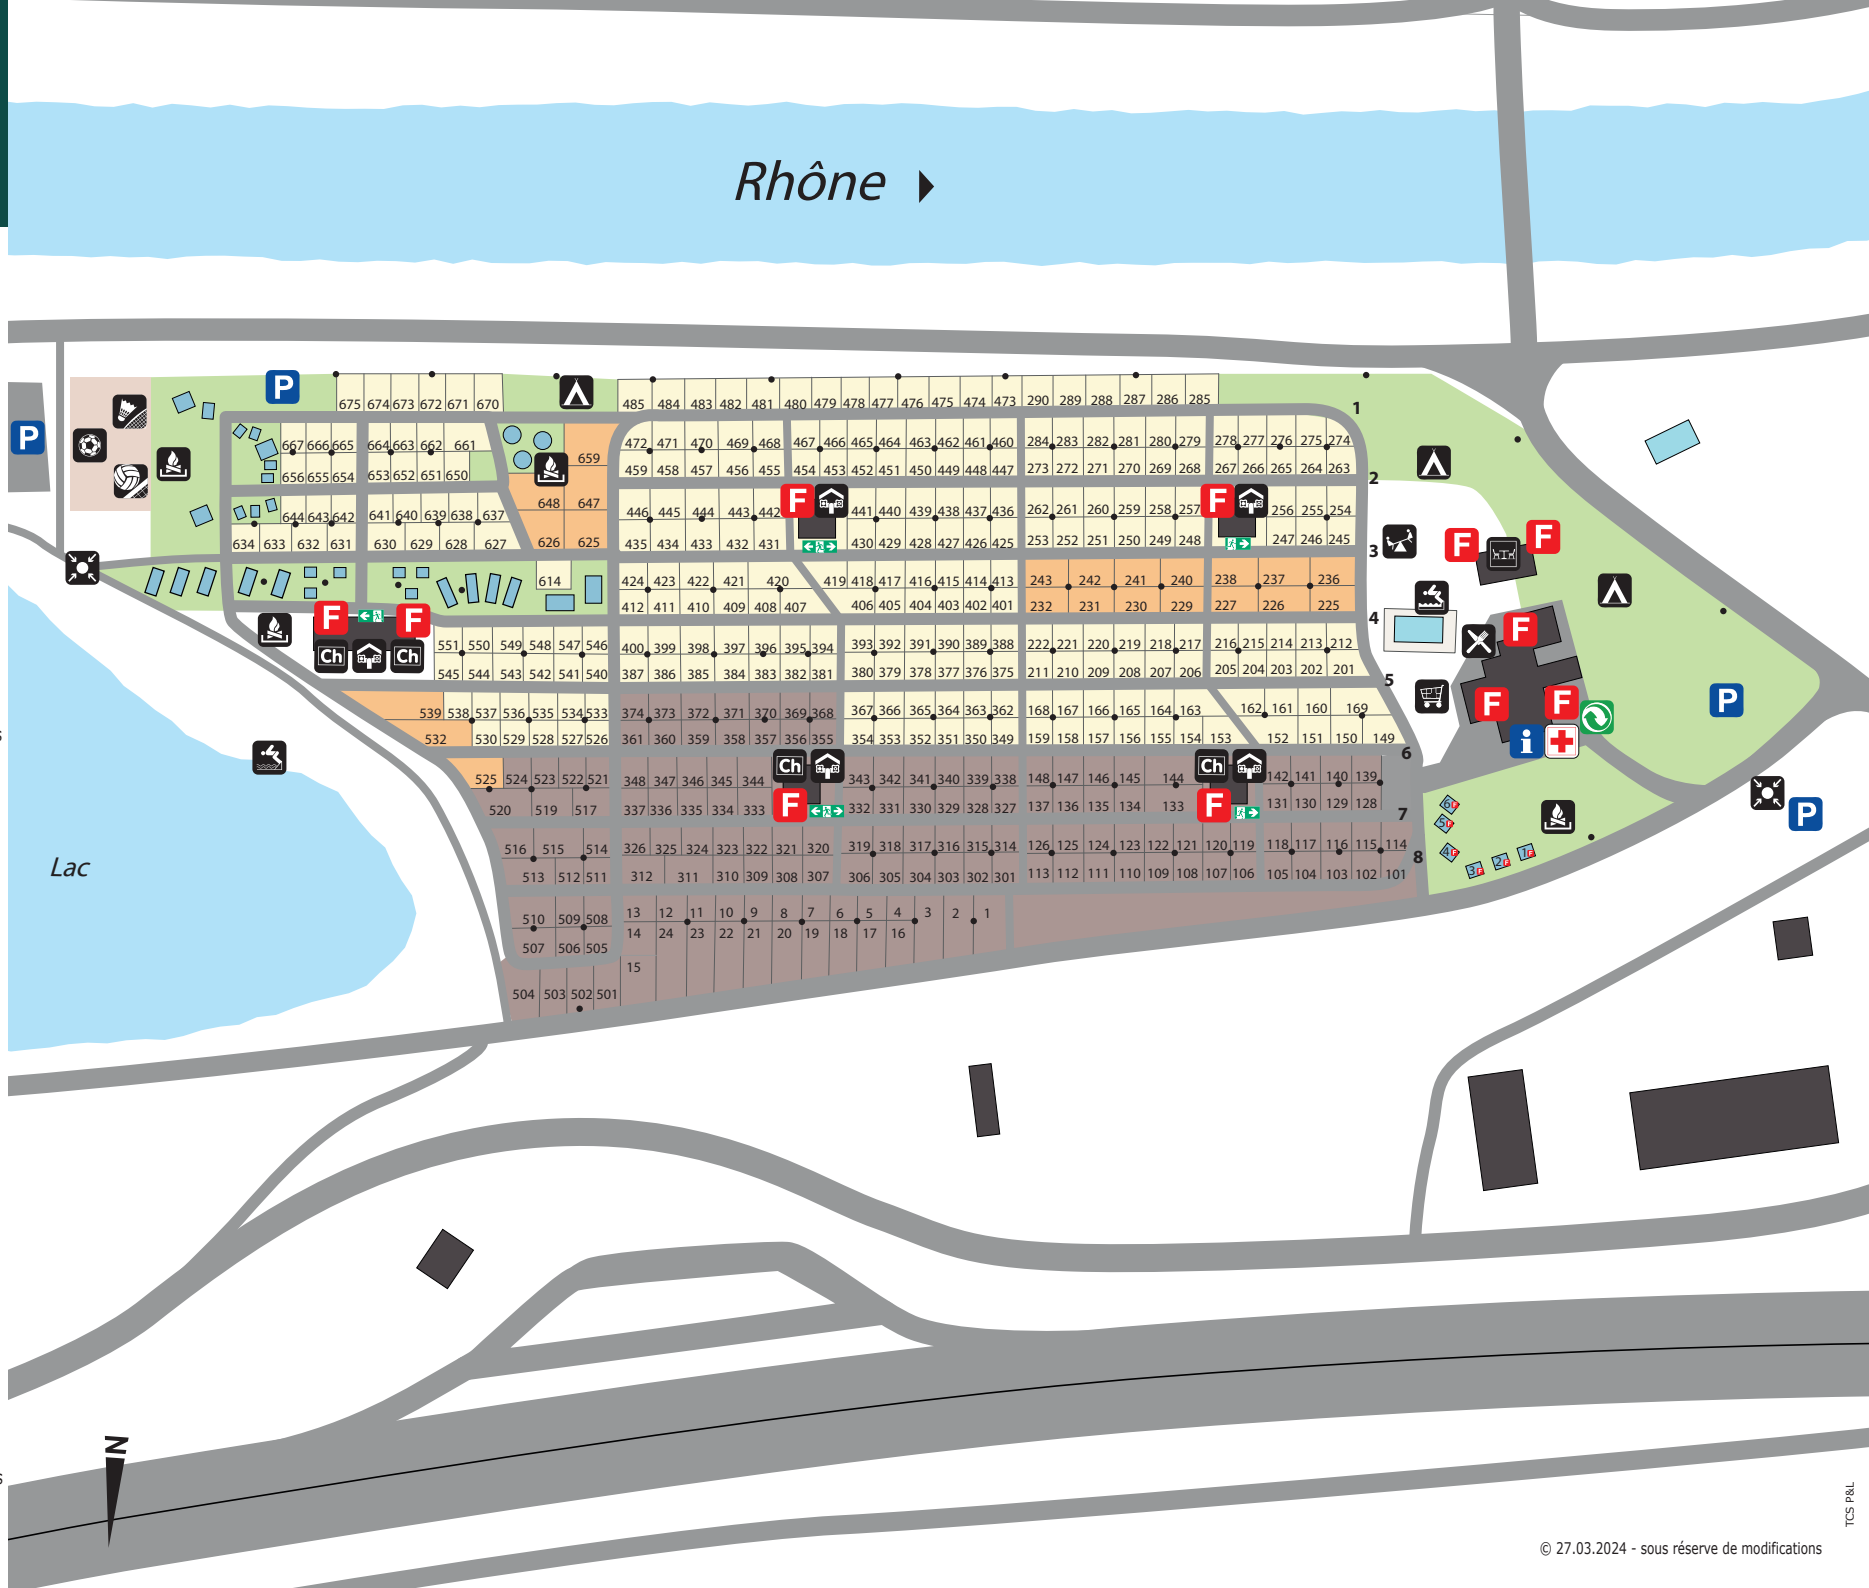 Rhône
P
675 674 673 672 671 670
485 484 483 482 481 480 479 478 477 476 475 474 473 290 289 288 287 286 285
1
P
667 666 665 664 663 662 661
659
472 471 470 469 468 467 466 465 464 463 462 461 460 284 283 282 281 280 279 278 277 276 275 274
656 655 654 653 652 651 650
459 458 457 456 455 454 453 452 451 450 449 448 447 273 272 271 270 269 268 267 266 265 264 263
2
648 647
F F
644 643 642 641 640 639 638 637
446 445 444 443 442 441 440 439 438 437 436 262 261 260 259 258 257 256 255 254
634 633 632 631 630 629 628 627 626 625
435 434 433 432 431 430 429 428 427 426 425 253 252 251 250 249 248 247 246 245
3
F F
614
424 423 422 421 420 419 418 417 416 415 414 413 243 242 241 240 238 237 236
412 411 410 409 408 407 406 405 404 403 402 401 232 231 230 229 227 226 225
4
F F
F
551 550 549 548 547 546 400 399 398 397 396 395 394 393 392 391 390 389 388 222 221 220 219 218 217 216 215 214 213 212
Ch Ch
545 544 543 542 541 540 387 386 385 384 383 382 381 380 379 378 377 376 375 211 210 209 208 207 206 205 204 203 202 201
5
P
F F
539 538 537 536 535 534 533 374 373 372 371 370 369 368 367 366 365 364 363 362 168 167 166 165 164 163 162 161 160 169
532 530 529 528 527 526 361 360 359 358 357 356 355 354 353 352 351 350 349 159 158 157 156 155 154 153 152 151 150 149
i
6
Ch Ch
525 524 523 522 521 348 347 346 345 344 343 342 341 340 339 338 148 147 146 145 144 142 141 140 139
520 519 517 337 336 335 334 333 332 331 330 329 328 327 137 136 135 134 133 131 130 129 128
F F
7
P
6F
5F
516 515 514 326 325 324 323 322 321 320 319 318 317 316 315 314 126 125 124 123 122 121 120 119 118 117 116 115 114
8
4F 3F 2F 1F
513 512 511 312 311 310 309 308 307 306 305 304 303 302 301 113 112 111 110 109 108 107 106 105 104 103 102 101
Lac
510 509 508 13 12 11 10 9 8 7 6 5 4 3 2 1
507 506 505 14 24 23 22 21 20 19 18 17 16
15
504 503 502 501
N
TCS P&L
© 27.03.2024 - sous réserve de modifications